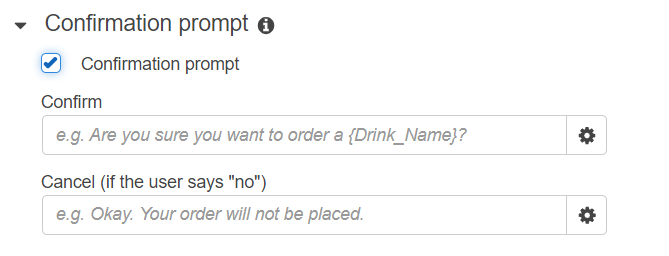 Confirmation prompt
Confirmation prompt
Confirm
e.g. Are you sure you want to order a {Drink_Name}?
Cancel (if the user says "no")
e.g. Okay. Your order will not be placed.